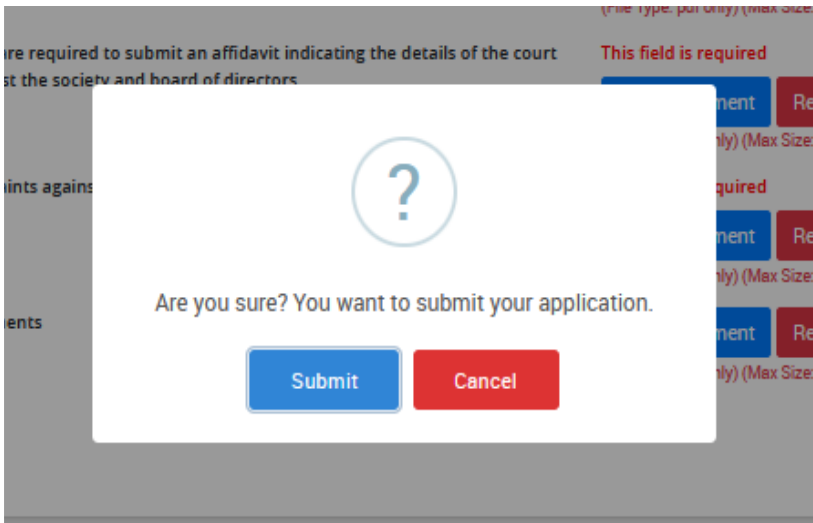 (File Type: pdf only) (Max Size:
are required to submit an affidavit indicating the details of the court
This field is required
st the society and board of directors
ment
Re
nly) (Max Size:
aints agains
quired
?
ment
Re
nly) (Max Size:
Are you sure? You want to submit your application.
ments
ment
Re
nly) (Max Size:
Submit
Cancel